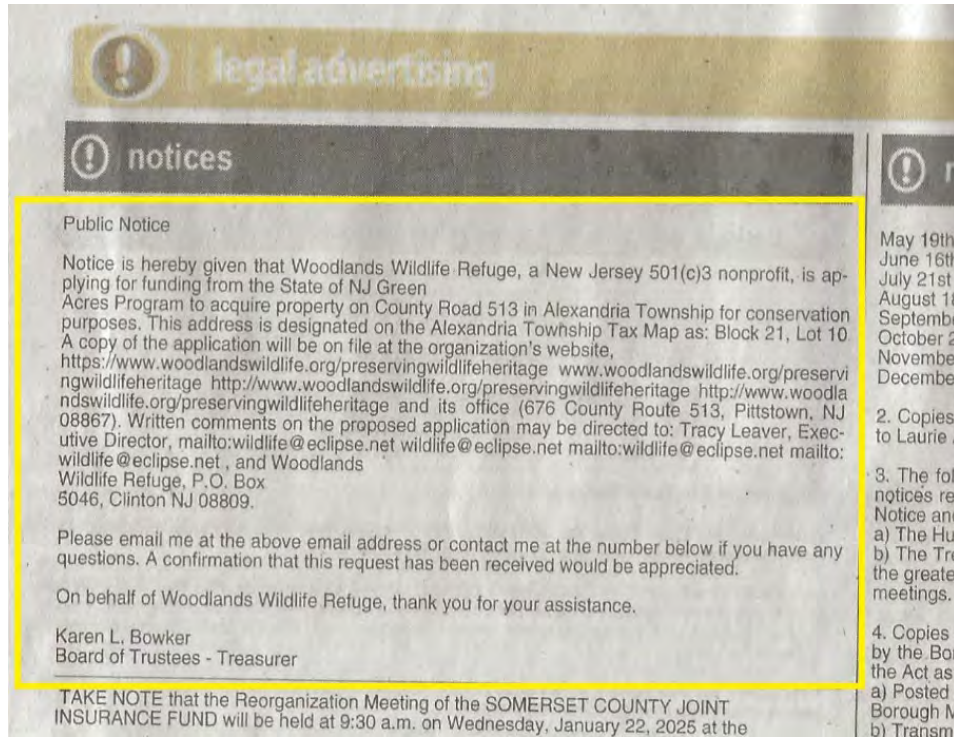 legal advertising
notices
Public Notice
Notice is hereby given that Woodlands Wildlife Refuge, a New Jersey 501(c)3 nonprofit, is ap-
plying for funding from the State of NJ Green
Acres Program to acquire property on County Road 513 in Alexandria Township for conservation
purposes. This address is designated on the Alexandria Township Tax Map as: Block 21, Lot 10
A copy of the application will be on file at the organization's website,
https://www.woodlandswildlife.org/preservingwildlifeheritage www.woodlandswildlife.org/preservi
ngwildlifeheritage http://www.woodlandswildlife.org/preservingwildlifeheritage http://www.woodla
ndswildlife.org/preservingwildlifeheritage and its office (676 County Route 513, Pittstown, NJ
08867). Written comments on the proposed application may be directed to: Tracy Leaver, Exec-
utive Director, mailto:wildlife@eclipse.net wildlife@eclipse.net mailto:wildlife@eclipse.net mailto:
wildlife@eclipse.net , and Woodlands
Wildlife Refuge, P.O. Box
5046, Clinton NJ 08809.
Please email me at the above email address or contact me at the number below if you have any
questions. A confirmation that this request has been received would be appreciated.
On behalf of Woodlands Wildlife Refuge, thank you for your assistance.
Karen L. Bowker
Board of Trustees - Treasurer
TAKE NOTE that the Reorganization Meeting of the SOMERSET COUNTY JOINT
INSURANCE FUND will be held at 9:30 a.m. on Wednesday, January 22, 2025 at the
May 19th
June 16th
July 21st
August
October
2. Copies
to Laurie
3. The
notices
Notice
a) The
b) The
the
meetings.
4. Copies
by the
the Act as
a) Posted
Borough
b)